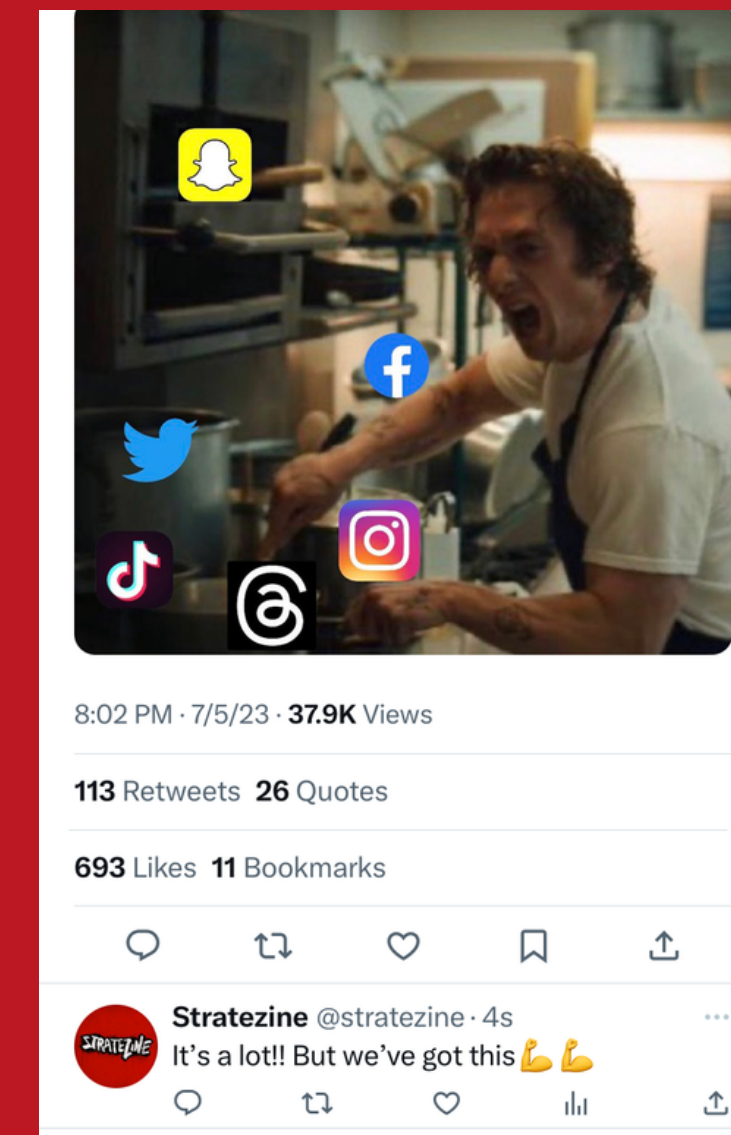 8:02 PM · 7/5/23 · 37.9K Views
113 Retweets 26 Quotes
693 Likes 11 Bookmarks
Stratezine @stratezine · 4s
STRATEZINE
It's a lot!! But we've got this💪💪